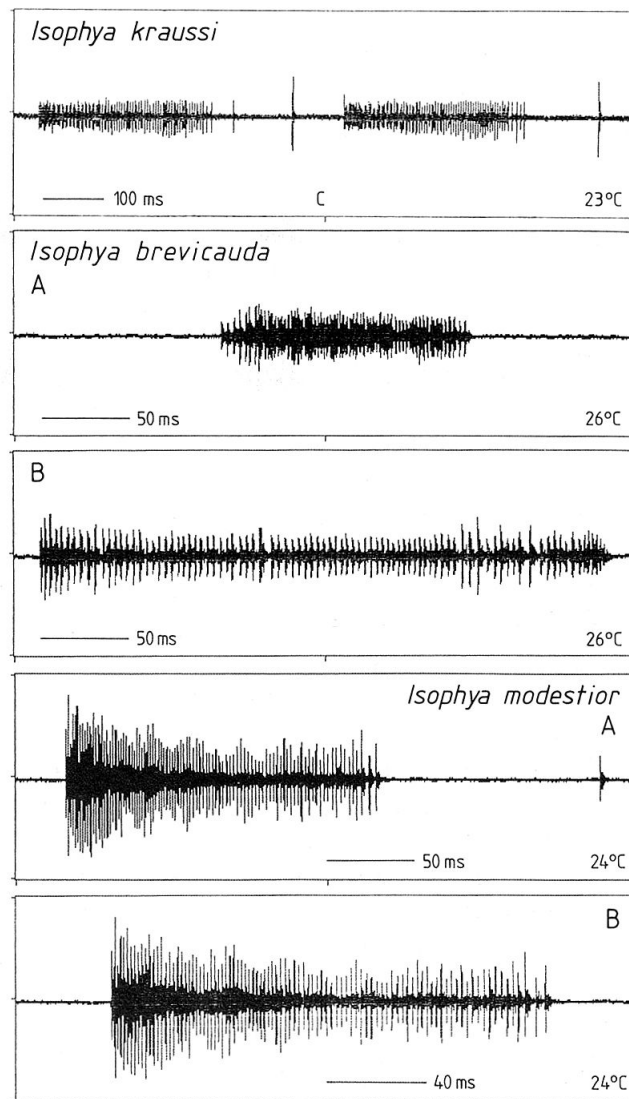 Isophya kraussi
100 ms C 23°C
Isophya brevicauda
A
50 ms 26°C
B
50 ms 26°C
Isophya modestior
A
50 ms 24°C
B
40 ms 24°C